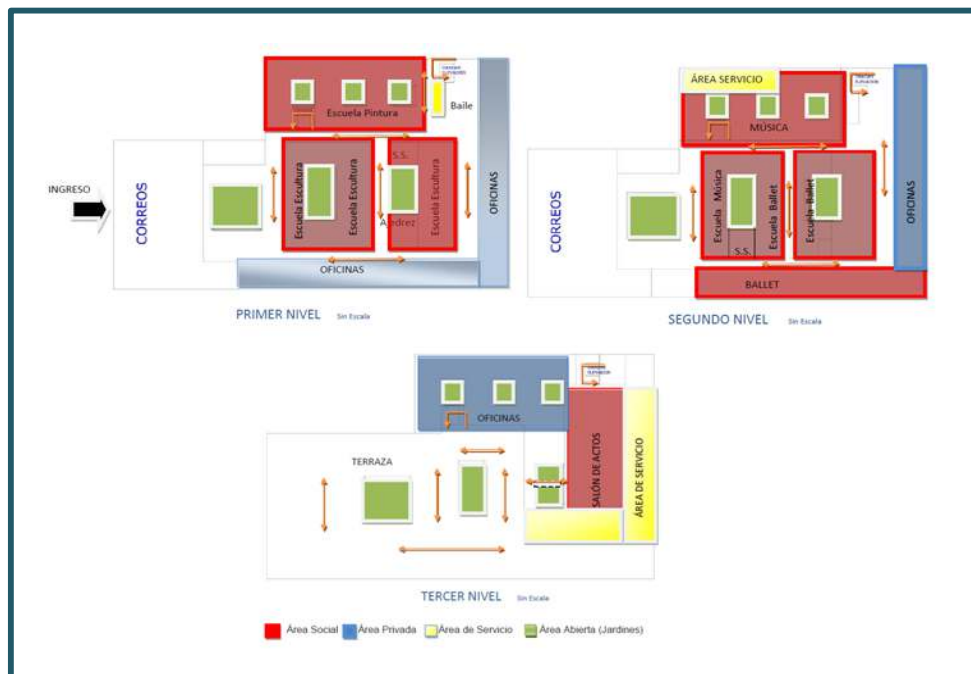 ÁREA SERVICIO
Escuela Pintura
Baile
MÚSICA
INGRESO
CORREOS
Escuela Escultura
Escuela Escultura
S.S.
Ajedrez
Escuela Escultura
OFICINAS
OFICINAS
CORREOS
Escuela Música
S.S.
Escuela Ballet
Escuela Ballet
OFICINAS
BALLET
PRIMER NIVEL Sin Escala
SEGUNDO NIVEL Sin Escala
OFICINAS
TERRAZA
SALÓN DE ACTOS
ÁREA DE SERVICIO
TERCER NIVEL Sin Escala
Área Social Área Privada Área de Servicio Área Abierta (Jardines)